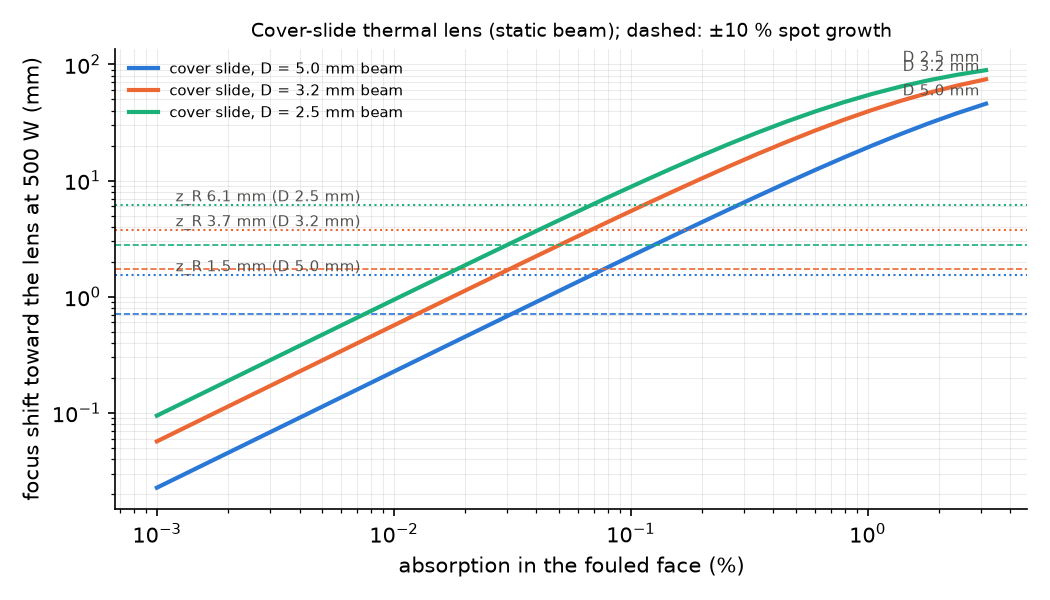 Cover-slide thermal lens (static beam); dashed: ±10 % spot growth
focus shift toward the lens at 500 W (mm)
10²
10¹
10⁰
10⁻¹
cover slide, D = 5.0 mm beam
cover slide, D = 3.2 mm beam
cover slide, D = 2.5 mm beam
D 2.5 mm
D 3.2 mm
D 5.0 mm
z_R 6.1 mm (D 2.5 mm)
z_R 3.7 mm (D 3.2 mm)
z_R 1.5 mm (D 5.0 mm)
10⁻³ 10⁻² 10⁻¹ 10⁰
absorption in the fouled face (%)